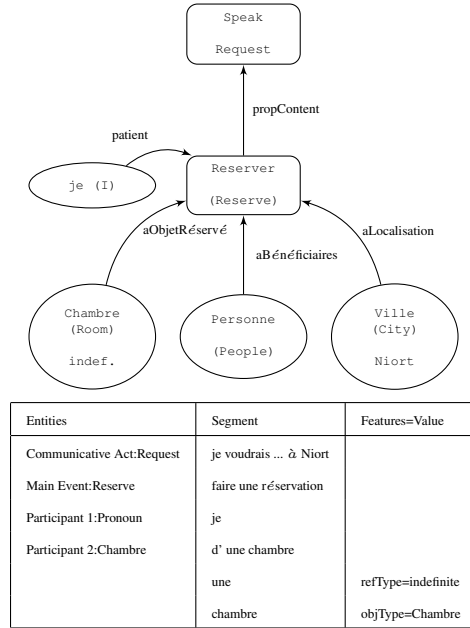 Speak
Request
propContent
patient
je (I)
Reserver
(Reserve)
aObjetRéservé
aBénéficiaires
aLocalisation
Chambre
(Room)
indef.
Personne
(People)
Ville
(City)
Niort
Entities Segment Features=Value
Communicative Act:Request je voudrais ... à Niort
Main Event:Reserve faire une réservation
Participant 1:Pronoun je
Participant 2:Chambre d' une chambre
une refType=indefinite
chambre objType=Chambre